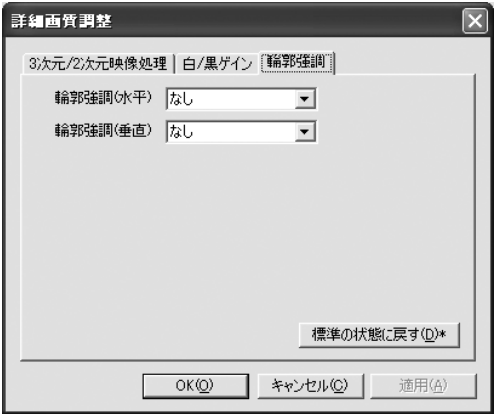 詳細画質調整
3次元/2次元映像処理 白/黒ゲイン 輪郭強調
輪郭強調(水平) なし
輪郭強調(垂直) なし
標準の状態に戻す(D)*
OK(O) キャンセル(C) 適用(A)